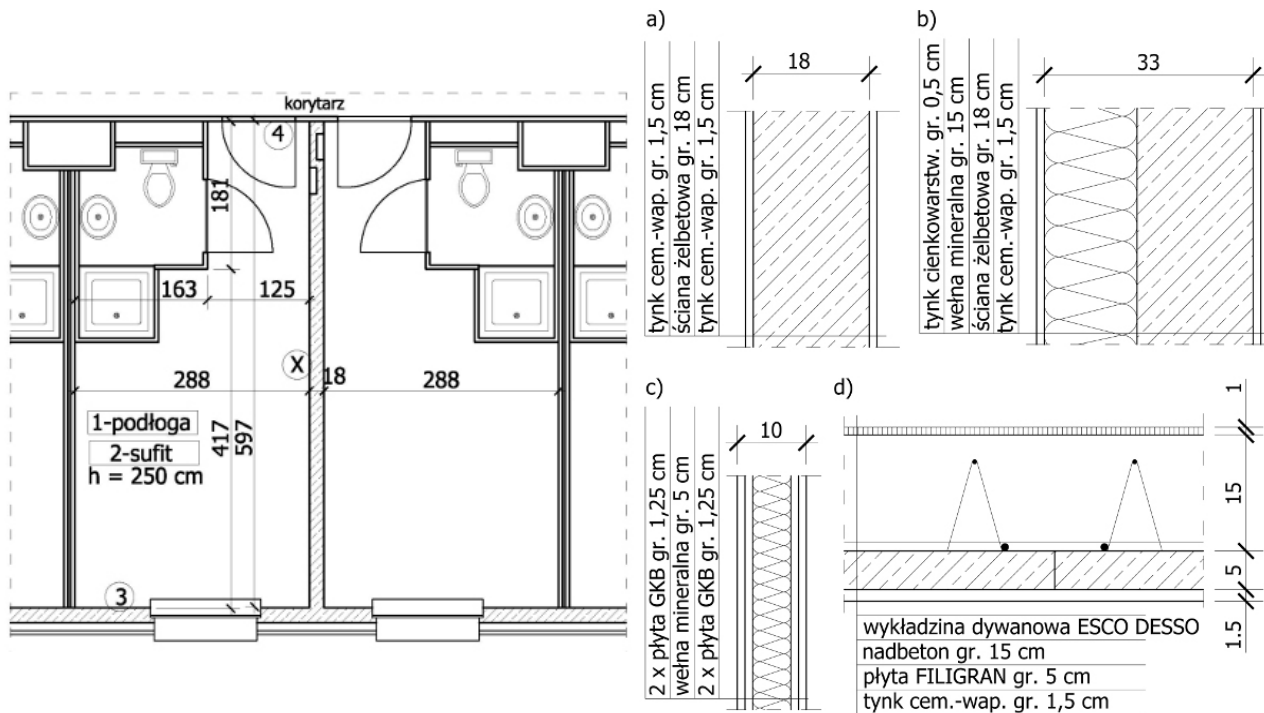 korytarz
4
181
163
125
X
288
18
288
1-podłoga
2-sufit
h = 250 cm
417
597
3
a)
tynk cem.-wap. gr. 1,5 cm
ściana żelbetowa gr. 18 cm
tynk cem.-wap. gr. 1,5 cm
18
b)
tynk cienkowarstw. gr. 0,5 cm
wełna mineralna gr. 15 cm
ściana żelbetowa gr. 18 cm
tynk cem.-wap. gr. 1,5 cm
33
c)
2 x płyta GKB gr. 1,25 cm
wełna mineralna gr. 5 cm
2 x płyta GKB gr. 1,25 cm
10
d)
1
15
5
1.5
wykładzina dywanowa ESCO DESSO
nadbeton gr. 15 cm
płyta FILIGRAN gr. 5 cm
tynk cem.-wap. gr. 1,5 cm